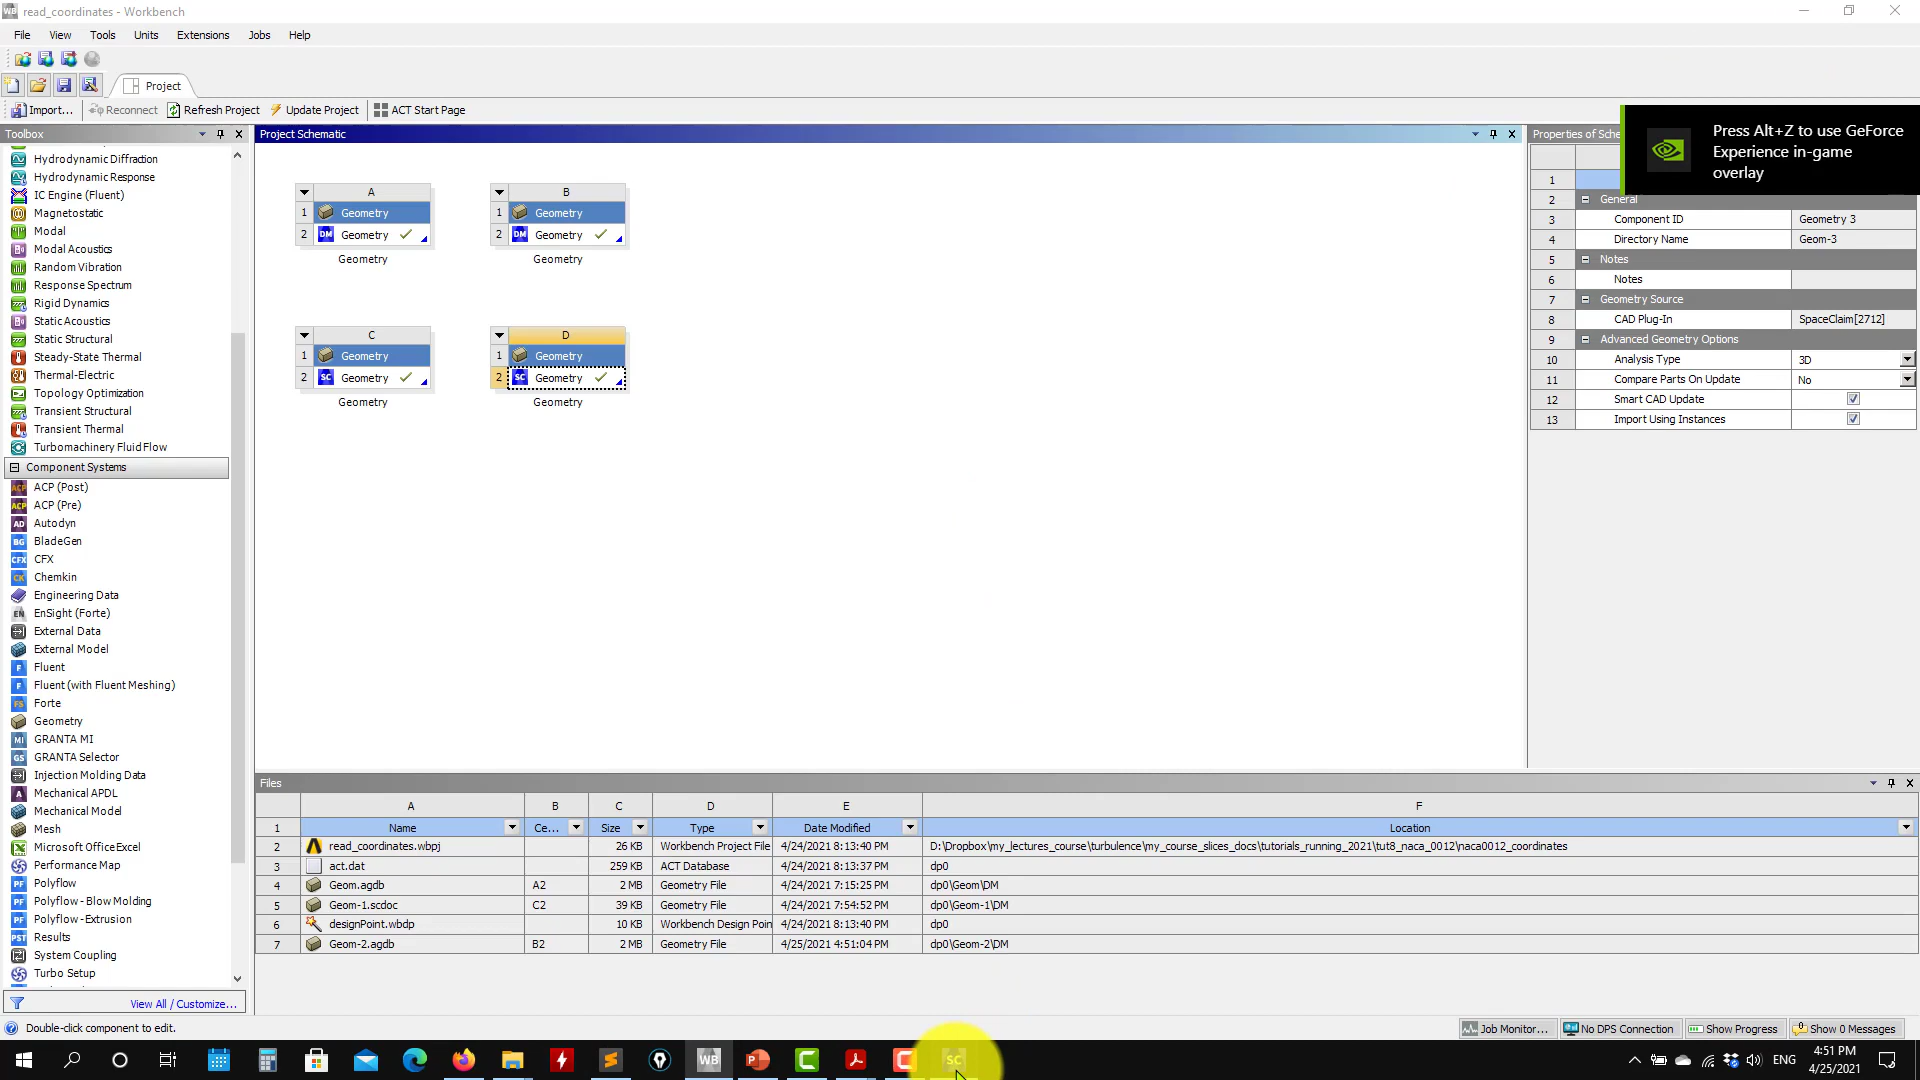 read_coordinates - Workbench
File View Tools Units Extensions Jobs Help
Project
Import... Reconnect Refresh Project Update Project ACT Start Page
Toolbox
Hydrodynamic Diffraction
Hydrodynamic Response
IC Engine (Fluent)
Magnetostatic
Modal
Modal Acoustics
Random Vibration
Response Spectrum
Rigid Dynamics
Static Acoustics
Static Structural
Steady-State Thermal
Thermal-Electric
Topology Optimization
Transient Structural
Transient Thermal
Turbomachinery Fluid Flow
Component Systems
ACP (Post)
ACP (Pre)
Autodyn
BladeGen
CFX
Chemkin
Engineering Data
EnSight (Forte)
External Data
External Model
Fluent
Fluent (with Fluent Meshing)
Forte
Geometry
GRANTA MI
GRANTA Selector
Injection Molding Data
Mechanical APDL
Mechanical Model
Mesh
Microsoft Office Excel
Performance Map
Polyflow
Polyflow - Blow Molding
Polyflow - Extrusion
Results
System Coupling
Turbo Setup
View All / Customize...
Project Schematic
A
1 Geometry
2 DM Geometry
Geometry
B
1 Geometry
2 DM Geometry
Geometry
C
1 Geometry
2 SC Geometry
Geometry
D
1 Geometry
2 SC Geometry
Geometry
Properties of Sche
Press Alt+Z to use GeForce
Experience in-game
overlay
1
2 General
3 Component ID Geometry 3
4 Directory Name Geom-3
5 Notes
6 Notes
7 Geometry Source
8 CAD Plug-In SpaceClaim[2712]
9 Advanced Geometry Options
10 Analysis Type 3D
11 Compare Parts On Update No
12 Smart CAD Update
13 Import Using Instances
Files
A B C D E F
1 Name Ce... Size Type Date Modified Location
2 read_coordinates.wbpj 26 KB Workbench Project File 4/24/2021 8:13:40 PM D:\Dropbox\my_lectures_course\turbulence\my_course_slices_docs\tutorials_running_2021\tut8_naca_0012\naca0012_coordinates
3 act.dat 259 KB ACT Database 4/24/2021 8:13:37 PM dp0
4 Geom.agdb A2 2 MB Geometry File 4/24/2021 7:15:25 PM dp0\Geom\DM
5 Geom-1.scdoc C2 39 KB Geometry File 4/24/2021 7:54:52 PM dp0\Geom-1\DM
6 designPoint.wbdp 10 KB Workbench Design Poin 4/24/2021 8:13:40 PM dp0
7 Geom-2.agdb B2 2 MB Geometry File 4/25/2021 4:51:04 PM dp0\Geom-2\DM
Double-click component to edit.
Job Monitor... No DPS Connection Show Progress Show 0 Messages
WB SC
ENG
4:51 PM
4/25/2021